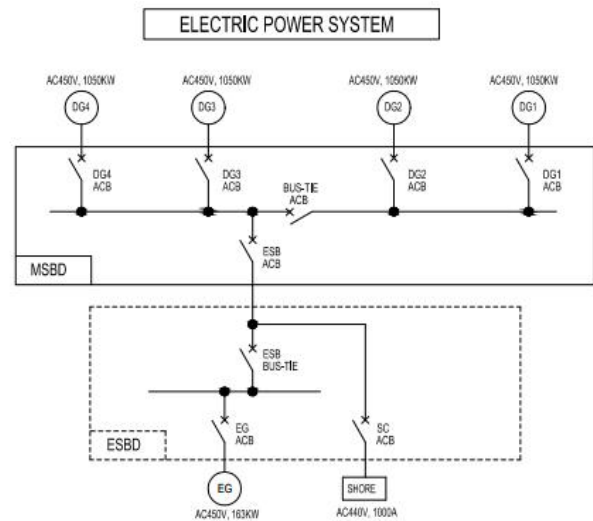 ELECTRIC POWER SYSTEM
AC450V, 1050KW
AC450V, 1050KW
AC450V, 1050KW
AC450V, 1050KW
DG4
DG3
DG2
DG1
DG4
ACB
DG3
ACB
BUS-TIE
ACB
DG2
ACB
DG1
ACB
ESB
ACB
MSBD
ESB
BUS-TIE
EG
ACB
SC
ACB
ESBD
EG
SHORE
AC450V, 163KW
AC440V, 1000A